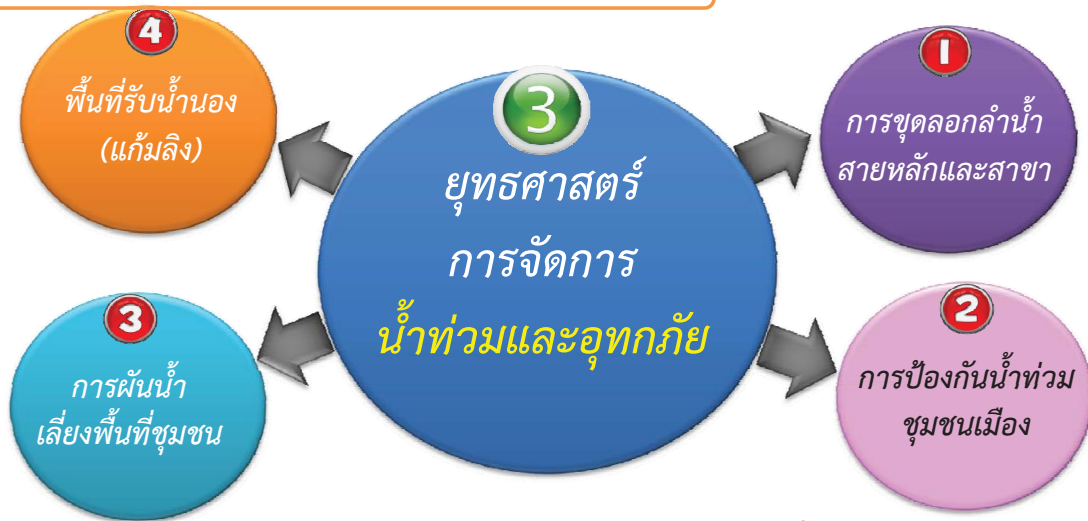 3
ยุทธศาสตร์
การจัดการ
น้ำท่วมและอุทกภัย
1
การขุดลอกลำน้ำ
สายหลักและสาขา
2
การป้องกันน้ำท่วม
ชุมชนเมือง
3
การผันน้ำ
เลี่ยงพื้นที่ชุมชน
4
พื้นที่รับน้ำนอง
(แก้มลิง)